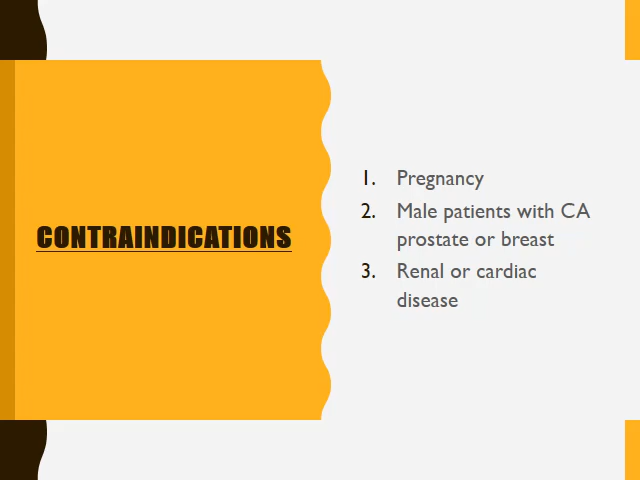 CONTRAINDICATIONS
1. Pregnancy
2. Male patients with CA
prostate or breast
3. Renal or cardiac
disease